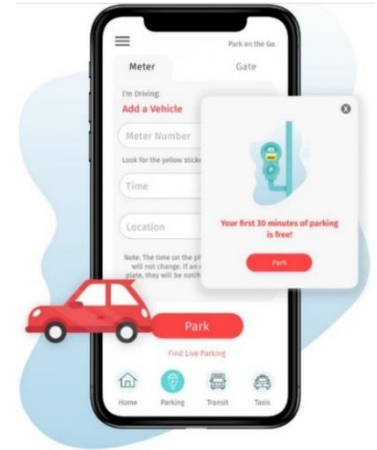 Park on the Go.
Meter
Gate
I'm Driving:
Add a Vehicle
Meter Number
Look for the yellow
Time
Location
Note: The time on the
will not change. If an
plate, they will be
Your first 30 minutes of parking
is free!
Park
Park
Find Live Parking
Home
Parking
Transit
Taxis